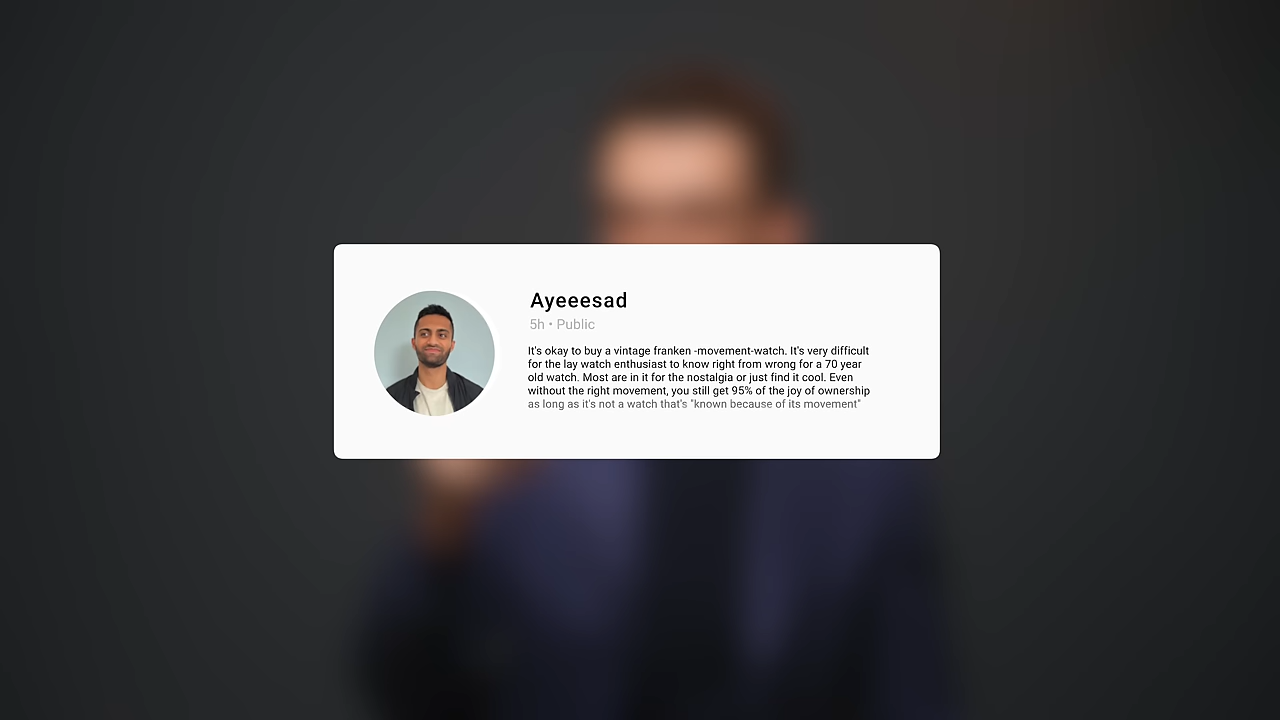 Ayeeesad
5h • Public
It's okay to buy a vintage franken -movement-watch. It's very difficult
for the lay watch enthusiast to know right from wrong for a 70 year
old watch. Most are in it for the nostalgia or just find it cool. Even
without the right movement, you still get 95% of the joy of ownership
as long as it's not a watch that's "known because of its movement"